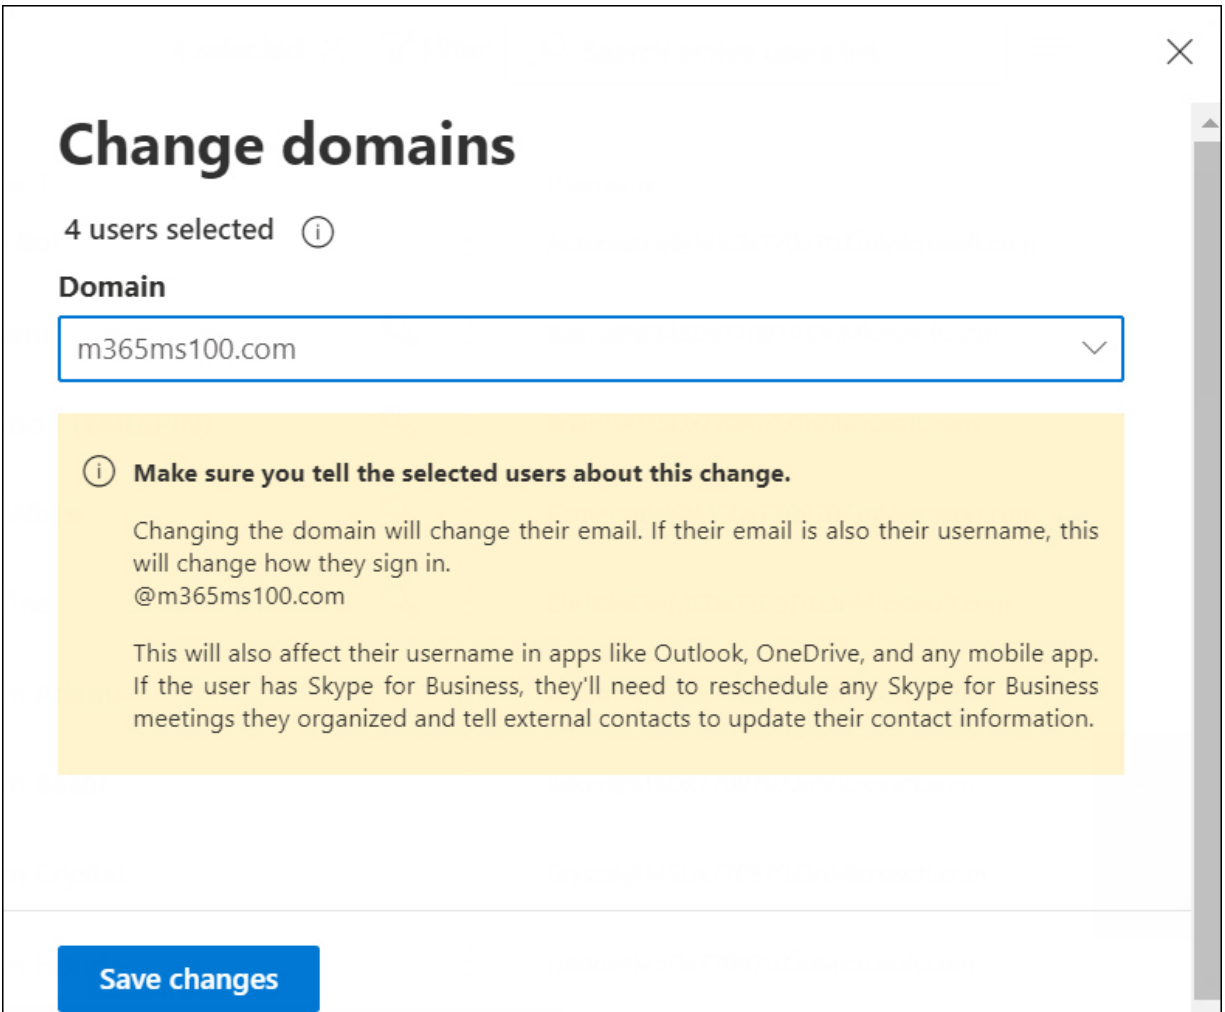 Change domains
4 users selected
Domain
m365ms100.com
Make sure you tell the selected users about this change.
Changing the domain will change their email. If their email is also their username, this
will change how they sign in.
@m365ms100.com
This will also affect their username in apps like Outlook, OneDrive, and any mobile app.
If the user has Skype for Business, they'll need to reschedule any Skype for Business
meetings they organized and tell external contacts to update their contact information.
Save changes